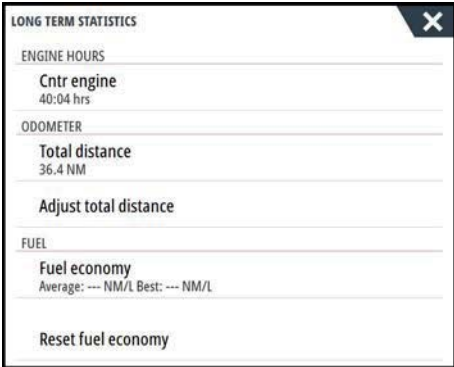 LONG TERM STATISTICS
ENGINE HOURS
Cntr engine
40:04 hrs
ODOMETER
Total distance
36.4 NM
Adjust total distance
FUEL
Fuel economy
Average: --- NM/L Best: --- NM/L
Reset fuel economy